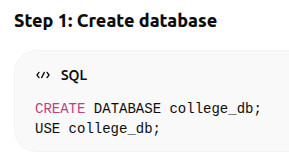 Step 1: Create database
</> SQL
CREATE DATABASE college_db;
USE college_db;